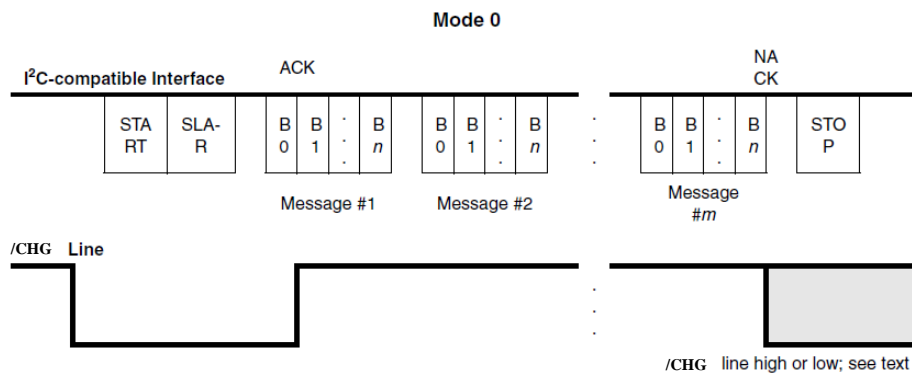 Mode 0
I²C-compatible Interface
ACK
NA
CK
STA
RT
SLA-
R
B
0
B
1
.
.
.
B
n
B
0
B
1
.
.
.
B
n
.
.
.
B
0
B
1
.
.
.
B
n
STO
P
Message #1
Message #2
Message
#m
/CHG Line
.
.
.
/CHG line high or low; see text